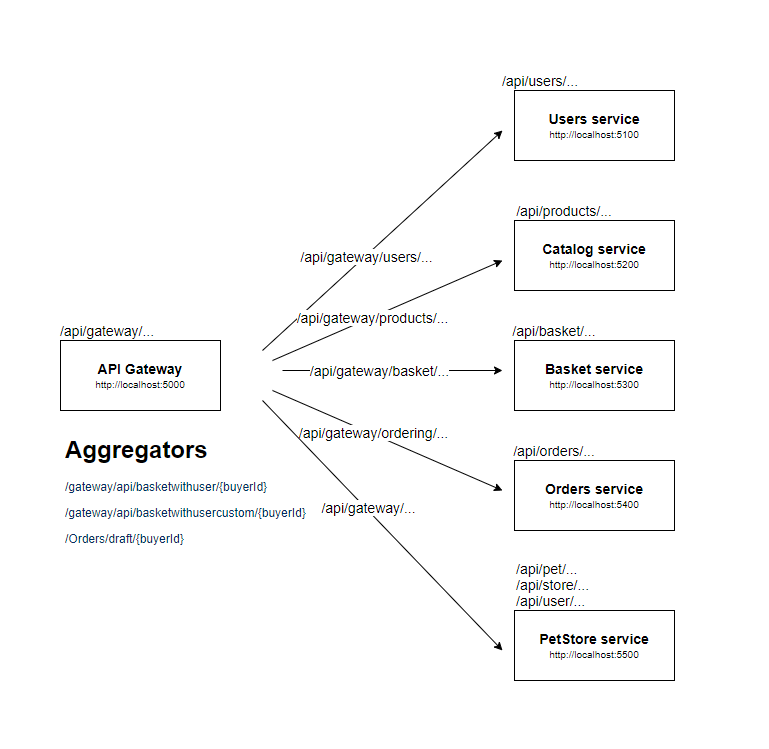 /api/users/...
Users service
http://localhost:5100
/api/products/...
Catalog service
http://localhost:5200
/api/gateway/users/...
/api/gateway/products/...
/api/gateway/...
API Gateway
http://localhost:5000
/api/gateway/basket/...
/api/basket/...
Basket service
http://localhost:5300
/api/gateway/ordering/...
/api/orders/...
Orders service
http://localhost:5400
Aggregators
/gateway/api/basketwithuser/{buyerId}
/gateway/api/basketwithusercustom/{buyerId}
/Orders/draft/{buyerId}
/api/gateway/...
/api/pet/...
/api/store/...
/api/user/...
PetStore service
http://localhost:5500